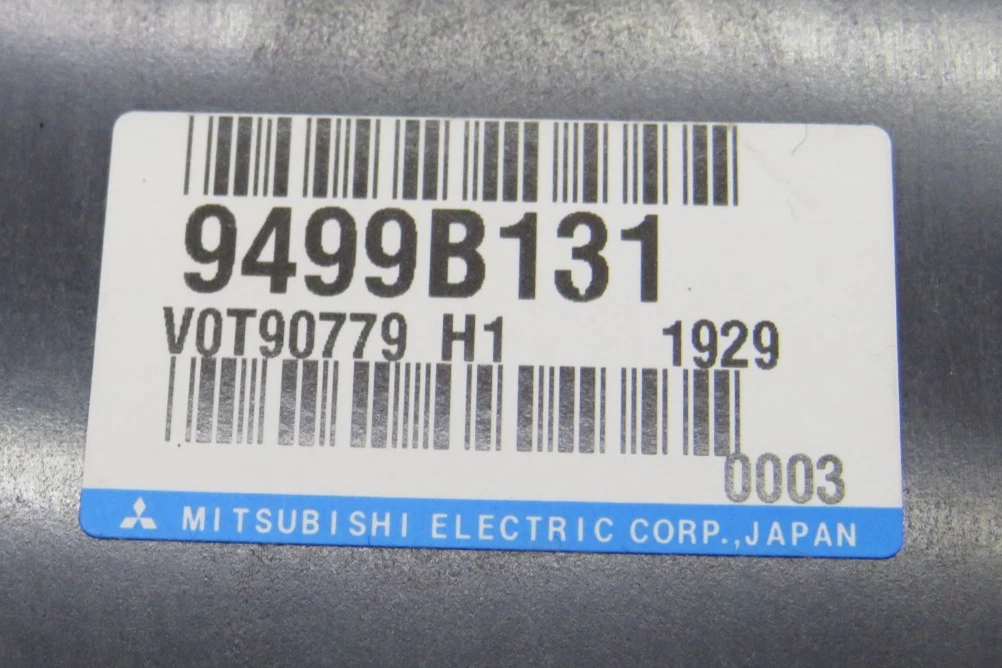 9499B131
V0T90779 H1 1929
0003
MITSUBISHI ELECTRIC CORP.,JAPAN